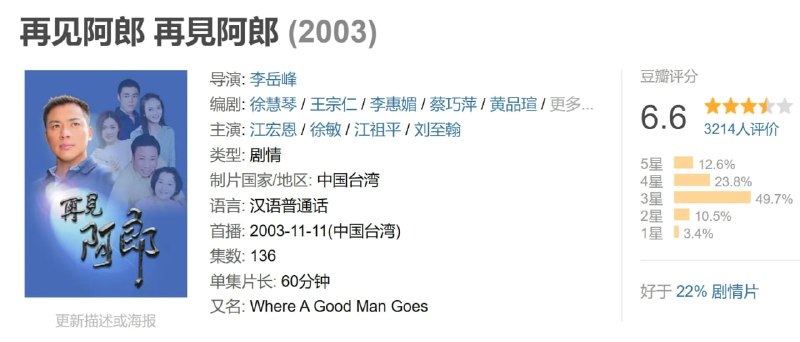 再见阿郎 再見阿郎 (2003)
再見
阿郎
更新描述或海报
导演: 李岳峰
编剧: 徐慧琴 / 王宗仁 / 李惠媚 / 蔡巧萍 / 黄品瑄 / 更多...
主演: 江宏恩 / 徐敏 / 江祖平 / 刘至翰
类型: 剧情
制片国家/地区: 中国台湾
语言: 汉语普通话
首播: 2003-11-11(中国台湾)
集数: 136
单集片长: 60分钟
又名: Where A Good Man Goes
豆瓣评分
6.6
3214人评价
5星 12.6%
4星 23.8%
3星 49.7%
2星 10.5%
1星 3.4%
好于 22% 剧情片